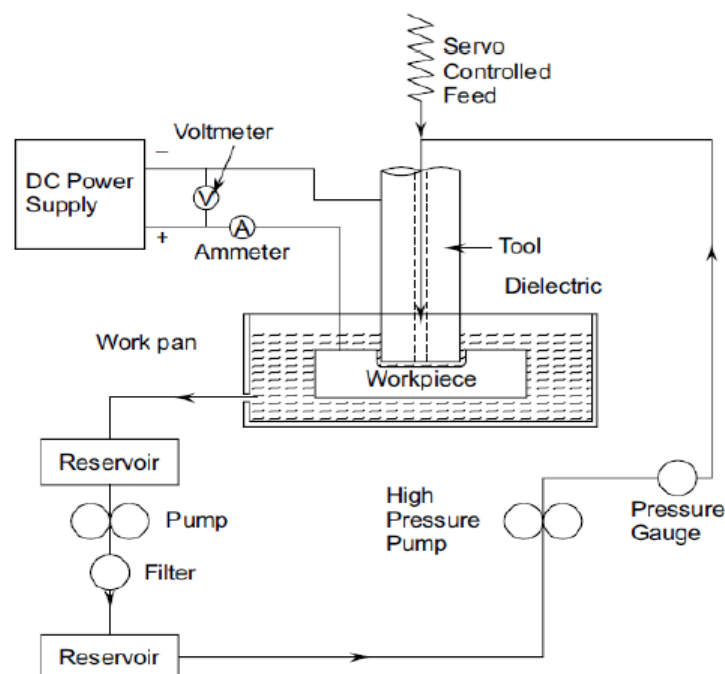 Servo
Controlled
Feed
Voltmeter
–
DC Power
Supply
V
+
A
Ammeter
Tool
Dielectric
Work pan
Workpiece
Reservoir
High
Pressure
Pump
Pump
Pressure
Gauge
Filter
Reservoir